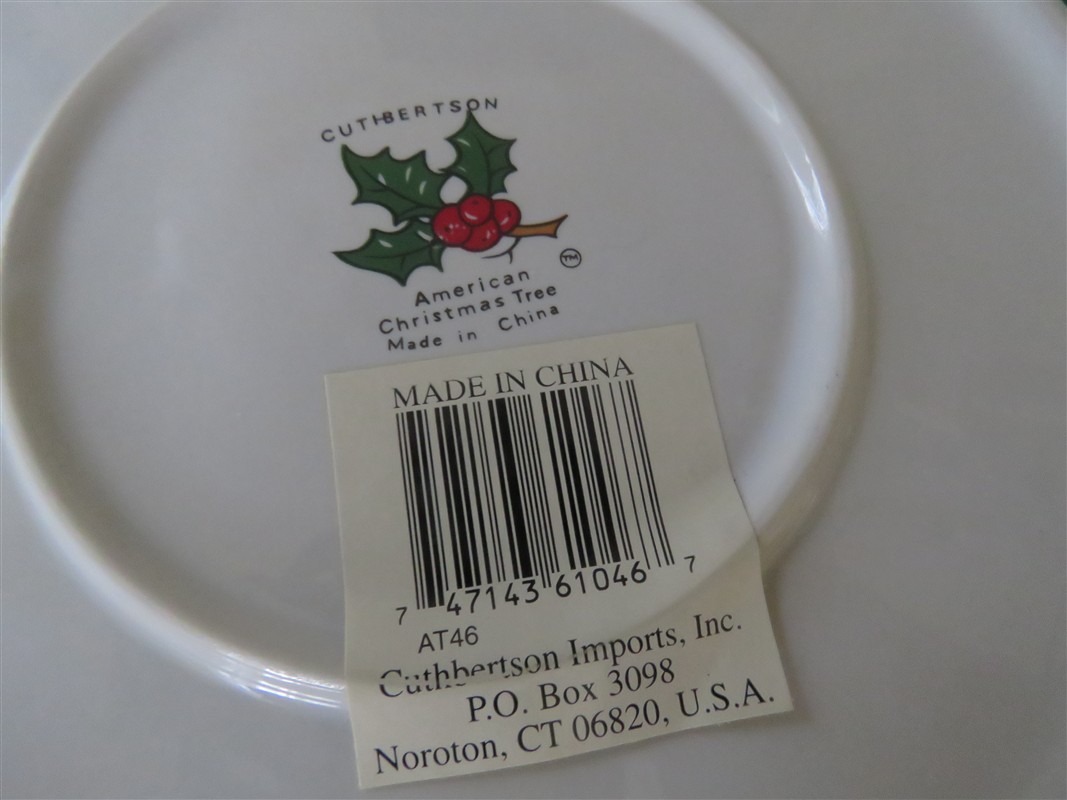 CUTHBERTSON
TM
American
Christmas Tree
Made in China
MADE IN CHINA
7 47143 61046 7
AT46
Cuthbertson Imports, Inc.
P.O. Box 3098
Noroton, CT 06820, U.S.A.